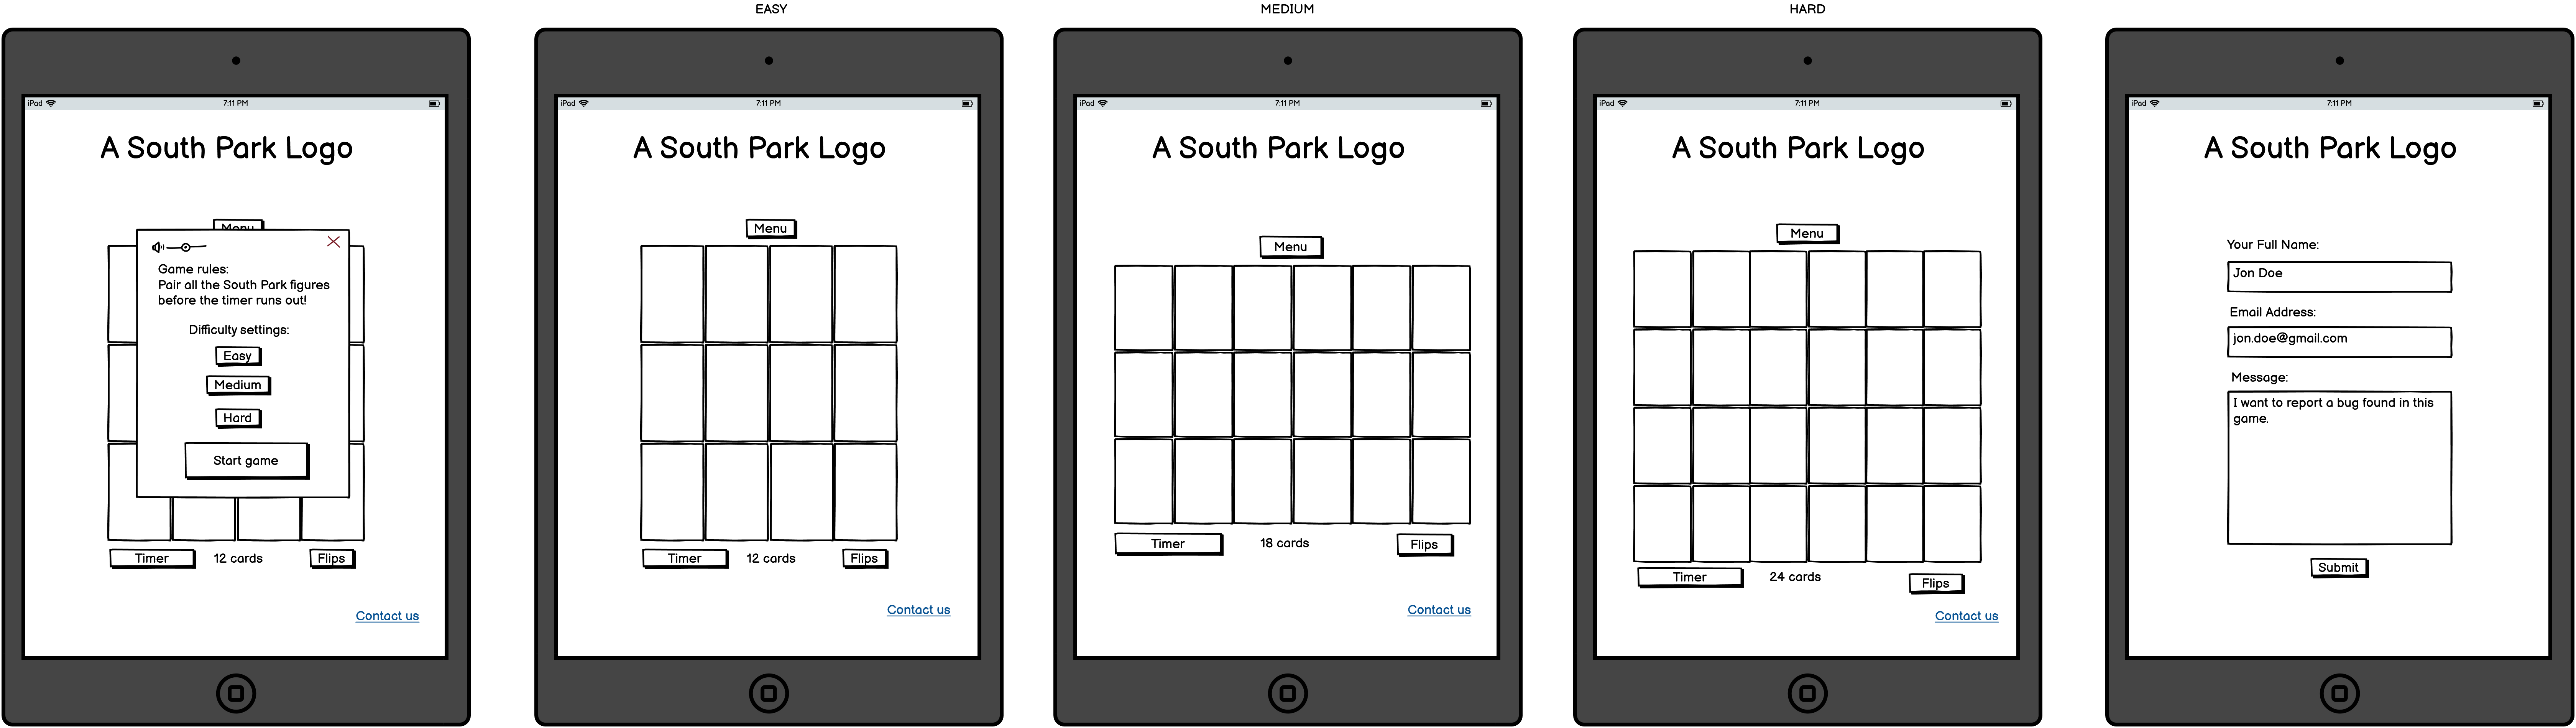 EASY
MEDIUM
HARD
iPad
7:11 PM
A South Park Logo
Menu
Game rules:
Pair all the South Park figures
before the timer runs out!
Difficulty settings:
Easy
Medium
Hard
Start game
Timer
12 cards
Flips
Contact us
iPad
7:11 PM
A South Park Logo
Menu
Timer
12 cards
Flips
Contact us
iPad
7:11 PM
A South Park Logo
Menu
Timer
18 cards
Flips
Contact us
iPad
7:11 PM
A South Park Logo
Menu
Timer
24 cards
Flips
Contact us
iPad
7:11 PM
A South Park Logo
Your Full Name:
Jon Doe
Email Address:
jon.doe@gmail.com
Message:
I want to report a bug found in this
game.
Submit